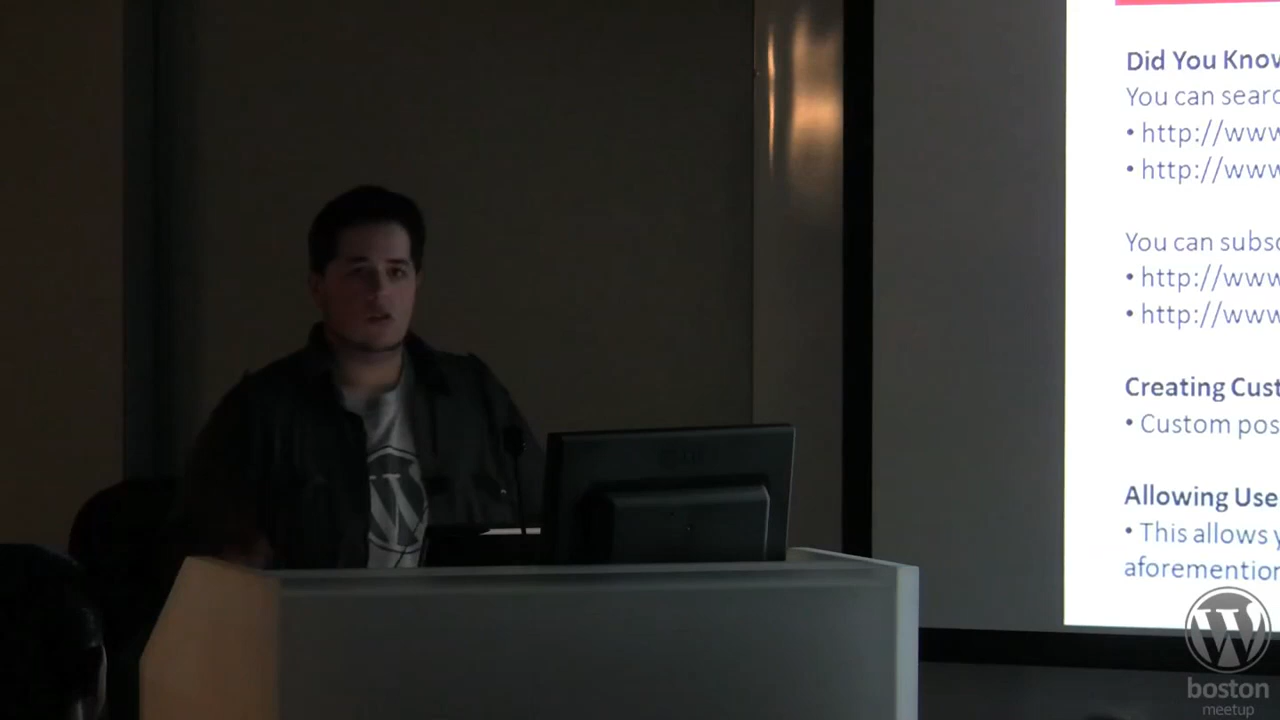 Did You Know
You can searc
• http://www
• http://www
You can subsc
• http://www
• http://www
Creating Cust
• Custom pos
Allowing Use
• This allows y
aforemention
W
W
boston
meetup